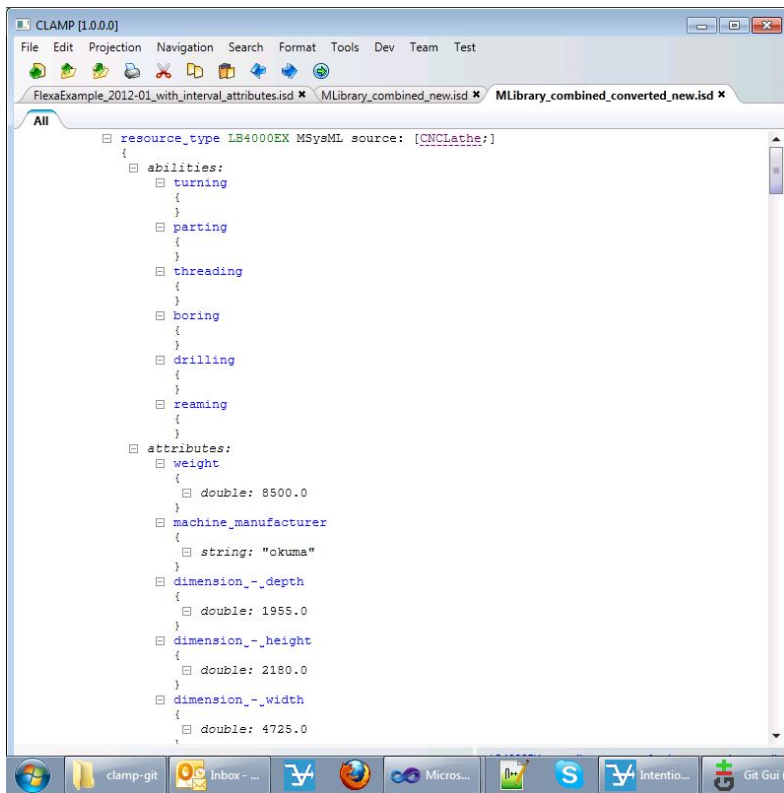 CLAMP [1.0.0.0]
File Edit Projection Navigation Search Format Tools Dev Team Test
FlexaExample_2012-01_with_interval_attributes.isd × MLibrary_combined_new.isd × MLibrary_combined_converted_new.isd ×
All
resource_type LB4000EX MSysML source: [CNCLathe;]
{
abilities:
turning
{
}
parting
{
}
threading
{
}
boring
{
}
drilling
{
}
reaming
{
}
attributes:
weight
{
double: 8500.0
}
machine_manufacturer
{
string: "okuma"
}
dimension_-_depth
{
double: 1955.0
}
dimension_-_height
{
double: 2180.0
}
dimension_-_width
{
double: 4725.0
clamp-git Inbox - ... Micros... Intentio... Git Gui